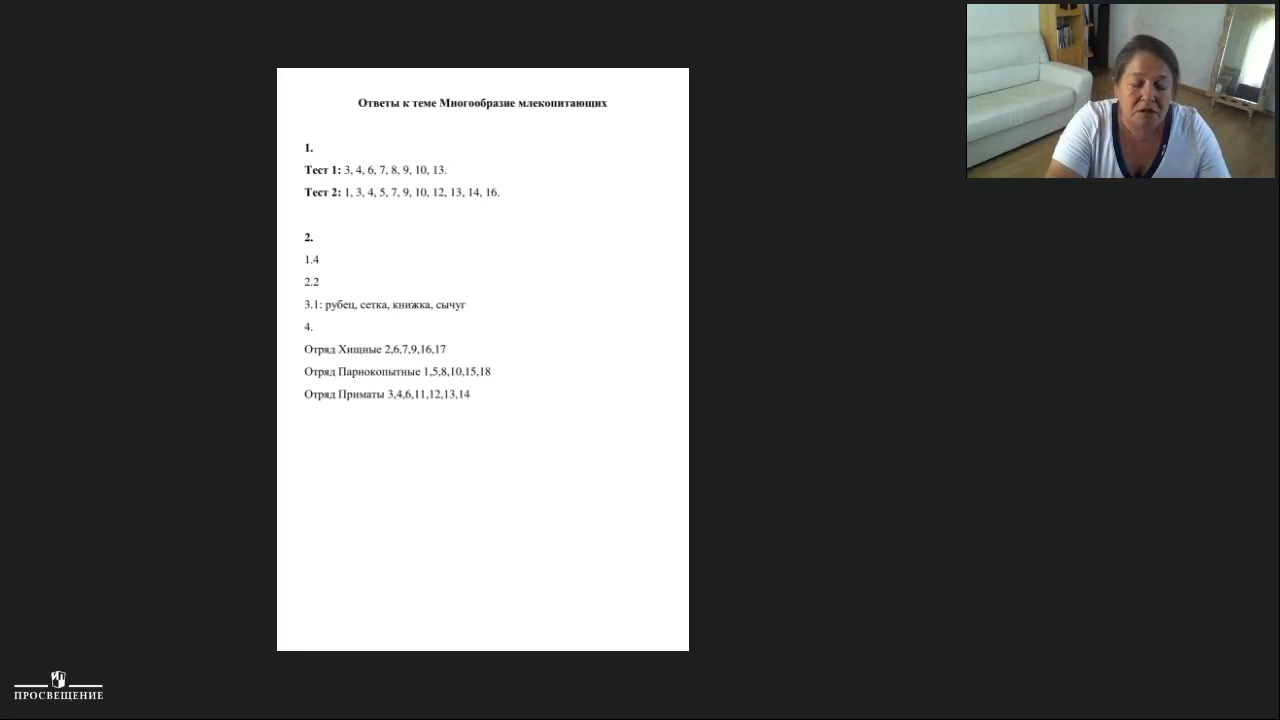 Ответы к теме Многообразие млекопитающих
1.
Тест 1: 3, 4, 6, 7, 8, 9, 10, 13.
Тест 2: 1, 3, 4, 5, 7, 9, 10, 12, 13, 14, 16.
2.
1.4
2.2
3.1: рубец, сетка, книжка, сычуг
4.
Отряд Хищные 2,6,7,9,16,17
Отряд Парнокопытные 1,5,8,10,15,18
Отряд Приматы 3,4,6,11,12,13,14
ПРОСВЕЩЕНИЕ